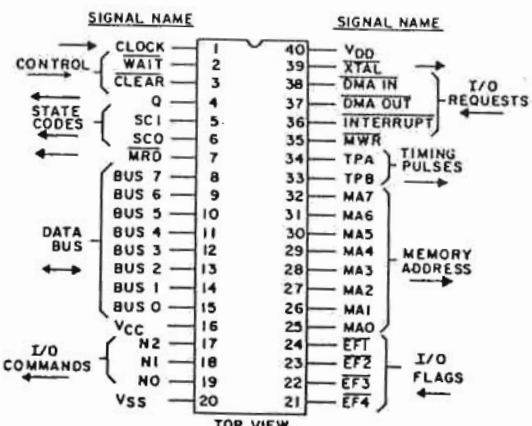 SIGNAL NAME SIGNAL NAME
CLOCK 1 40 VDD
CONTROL WAIT 2 39 XTAL
CLEAR 3 38 DMA IN I/O
Q 4 37 DMA OUT REQUESTS
STATE CODES SC1 5 36 INTERRUPT
SC0 6 35 MWR
MRD 7 34 TPA TIMING
BUS 7 8 33 TPB PULSES
BUS 6 9 32 MA7
BUS 5 10 31 MA6
DATA BUS 4 11 30 MA5
BUS BUS 3 12 29 MA4 MEMORY
BUS 2 13 28 MA3 ADDRESS
BUS 1 14 27 MA2
BUS 0 15 26 MA1
VCC 16 25 MA0
I/O N2 17 24 EF1
COMMANDS N1 18 23 EF2 I/O
N0 19 22 EF3 FLAGS
VSS 20 21 EF4
TOP VIEW